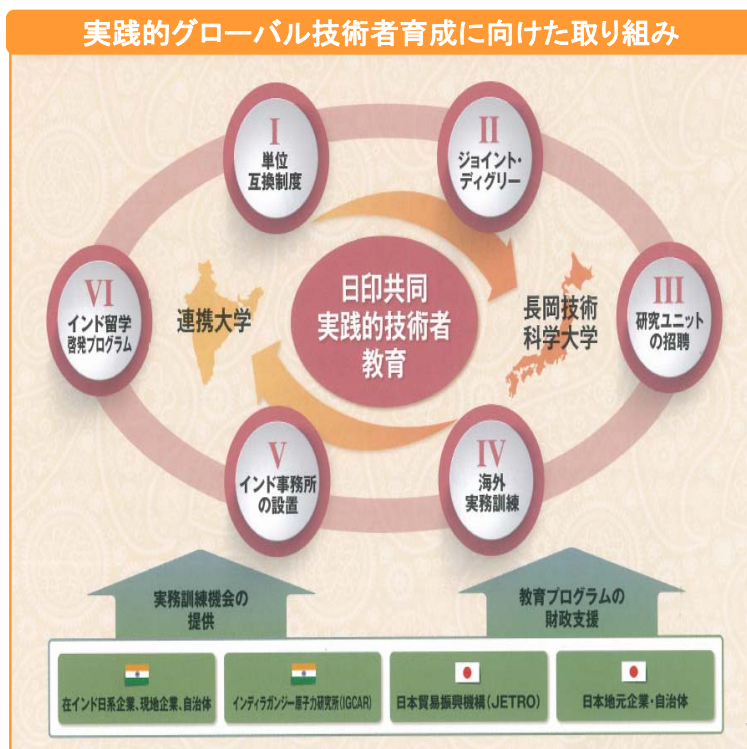 実践的グローバル技術者育成に向けた取り組み
I
単位
互換制度
II
ジョイント・
ディグリー
III
研究ユニット
の招聘
IV
海外
実務訓練
V
インド事務所
の設置
VI
インド留学
啓発プログラム
連携大学
日印共同
実践的技術者
教育
長岡技術
科学大学
実務訓練機会の
提供
教育プログラムの
財政支援
在インド日系企業、現地企業、自治体
インディラガンジー原子力研究所(IGCAR)
日本貿易振興機構(JETRO)
日本地元企業・自治体